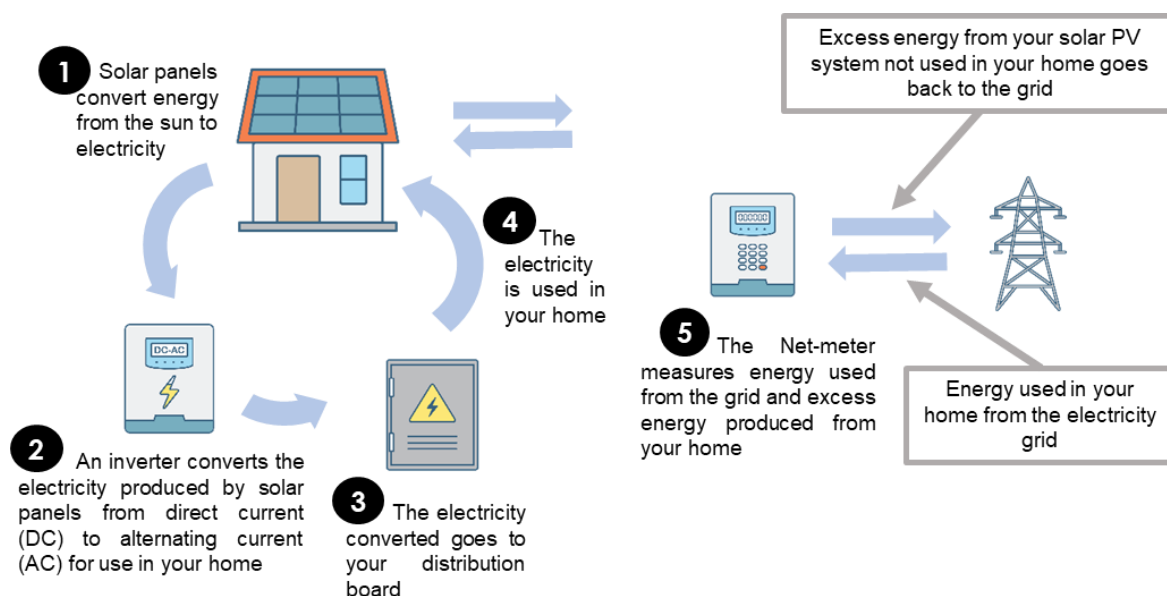 1 Solar panels
convert energy
from the sun to
electricity
DC-AC
2 An inverter converts the
electricity produced by solar
panels from direct current
(DC) to alternating current
(AC) for use in your home
3 The electricity
converted goes to
your distribution
board
4 The
electricity
is used in
your home
000000
5 The Net-meter
measures energy used
from the grid and excess
energy produced from
your home
Excess energy from your solar PV
system not used in your home goes
back to the grid
Energy used in your
home from the electricity
grid